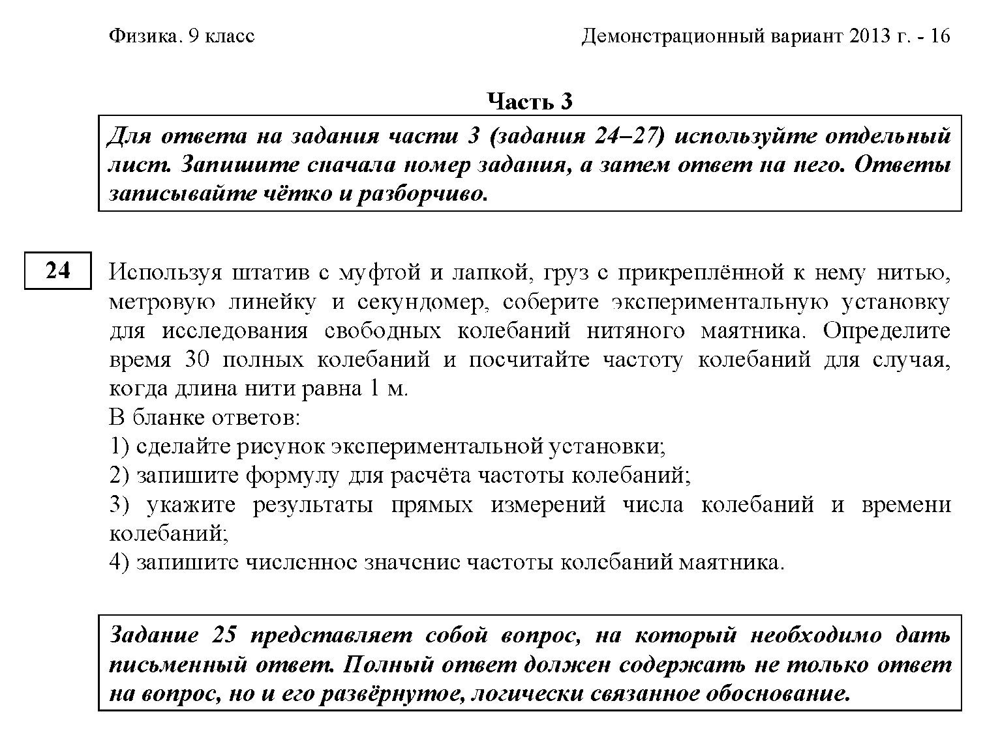 Физика. 9 класс
Демонстрационный вариант 2013 г. - 16
Часть 3
Для ответа на задания части 3 (задания 24–27) используйте отдельный
лист. Запишите сначала номер задания, а затем ответ на него. Ответы
записывайте чётко и разборчиво.
24
Используя штатив с муфтой и лапкой, груз с прикреплённой к нему нитью,
метровую линейку и секундомер, соберите экспериментальную установку
для исследования свободных колебаний нитяного маятника. Определите
время 30 полных колебаний и посчитайте частоту колебаний для случая,
когда длина нити равна 1 м.
В бланке ответов:
1) сделайте рисунок экспериментальной установки;
2) запишите формулу для расчёта частоты колебаний;
3) укажите результаты прямых измерений числа колебаний и времени
колебаний;
4) запишите численное значение частоты колебаний маятника.
Задание 25 представляет собой вопрос, на который необходимо дать
письменный ответ. Полный ответ должен содержать не только ответ
на вопрос, но и его развёрнутое, логически связанное обоснование.